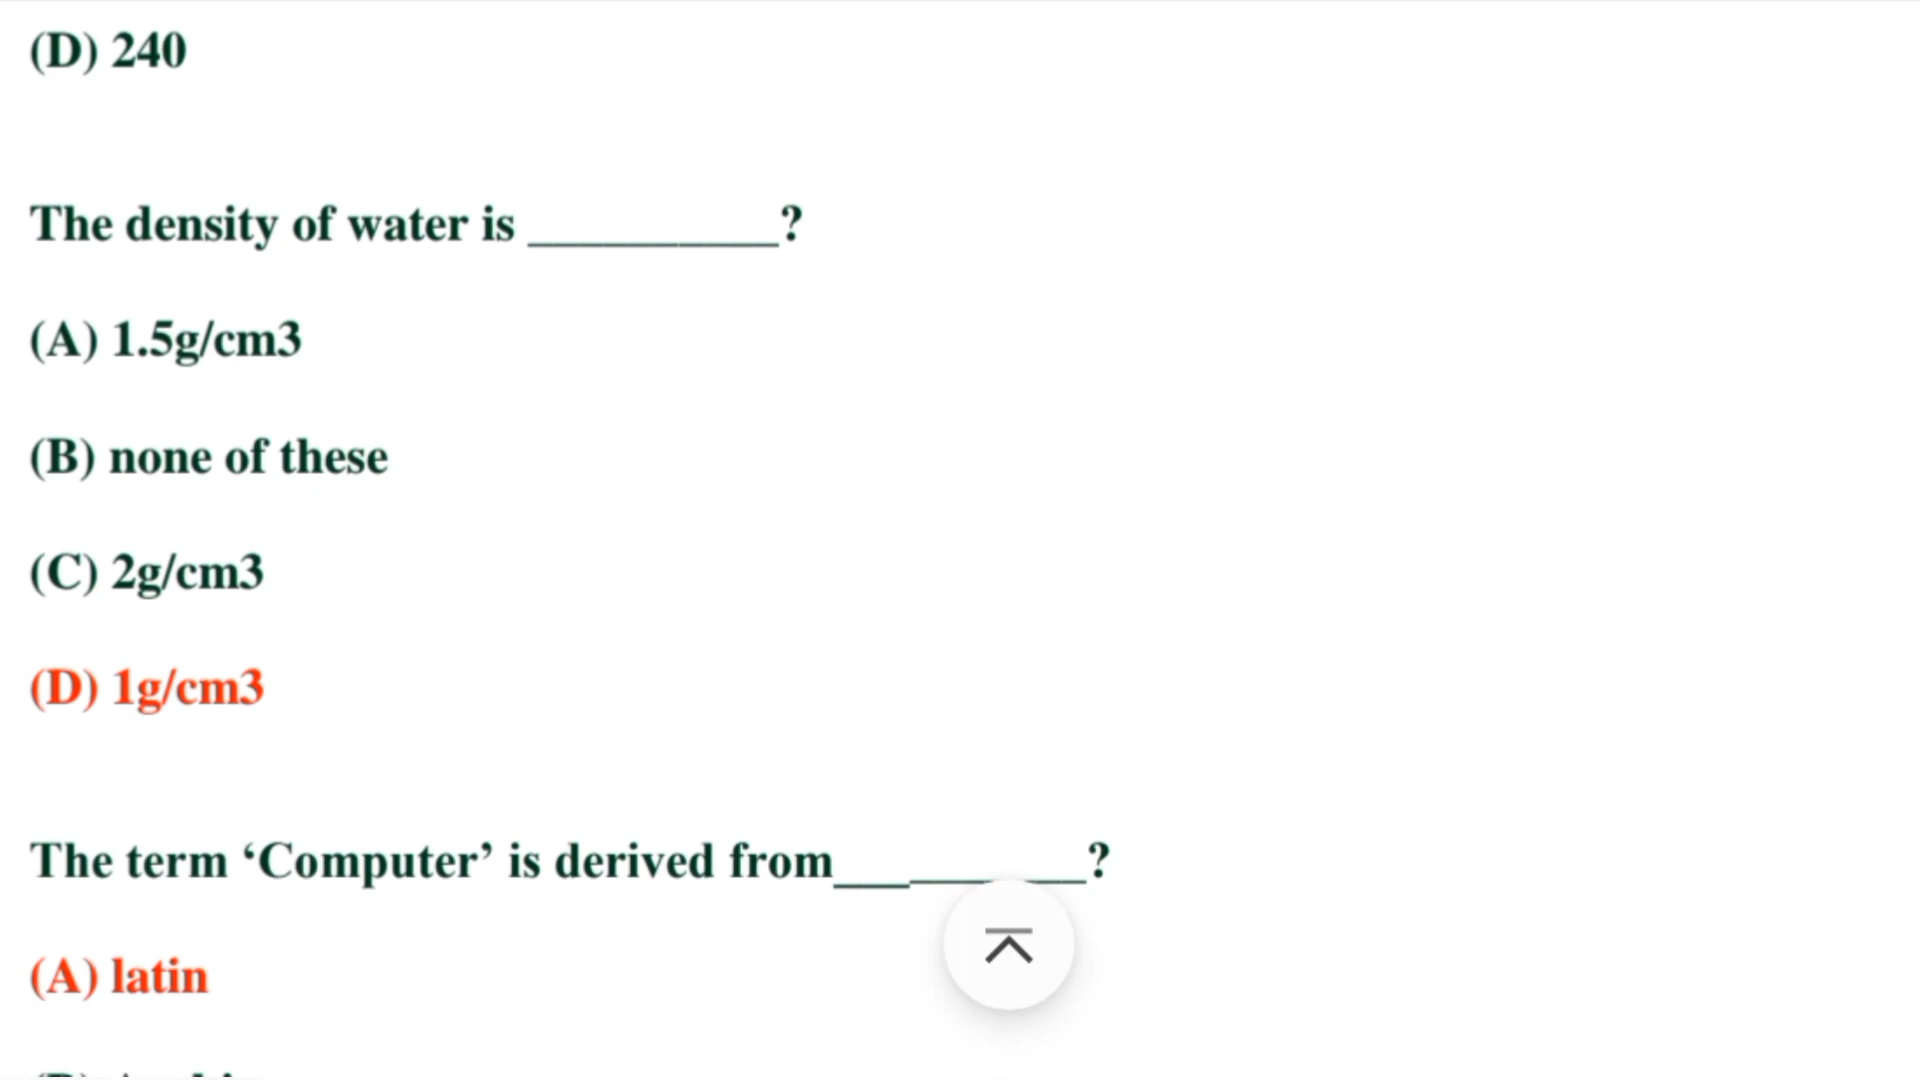 (D) 240
The density of water is __________?
(A) 1.5g/cm3
(B) none of these
(C) 2g/cm3
(D) 1g/cm3
The term ‘Computer’ is derived from__________?
(A) latin